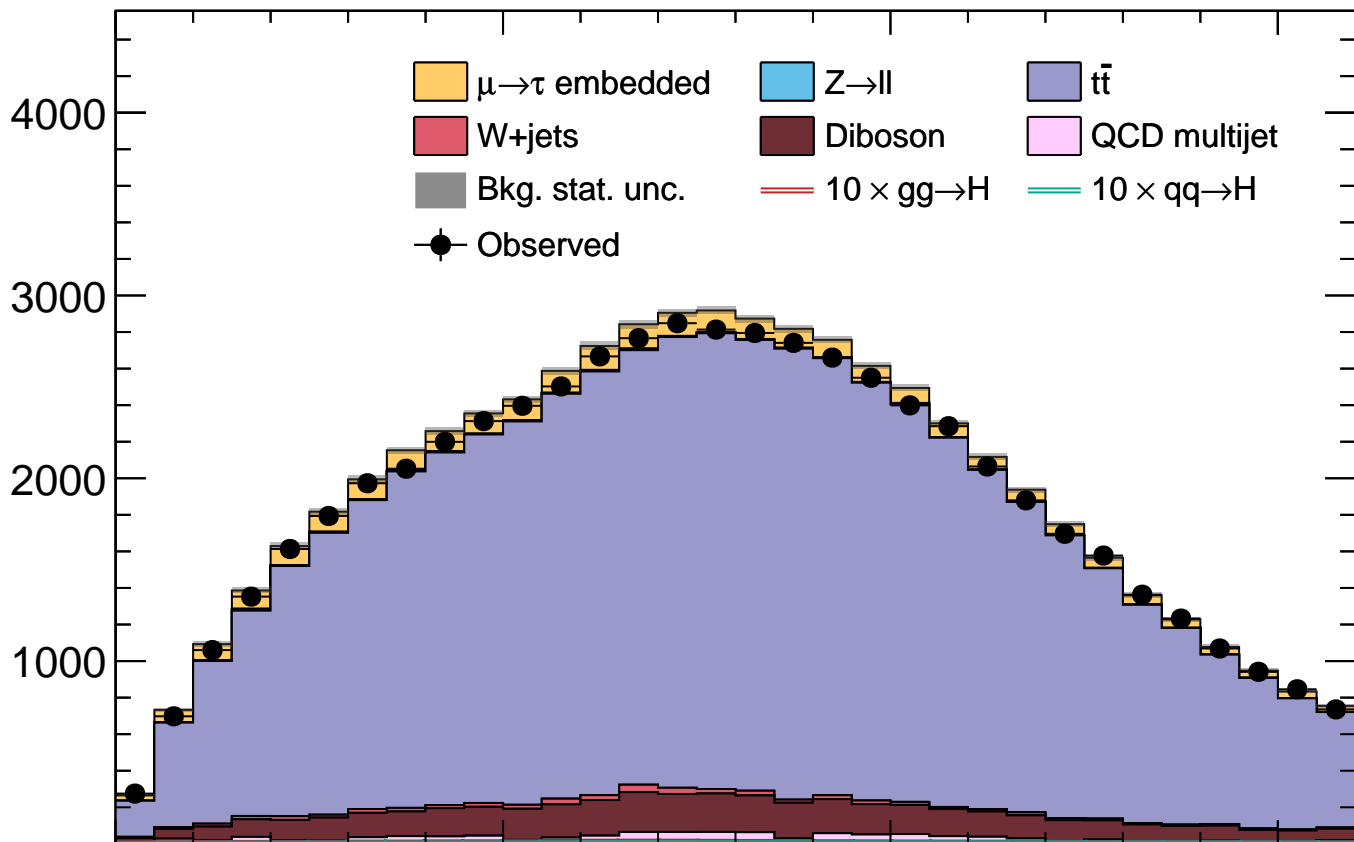 μ→τ embedded Z→ll tt̄
4000
W+jets Diboson QCD multijet
Bkg. stat. unc. 10 × gg→H 10 × qq→H
Observed
3000
2000
1000